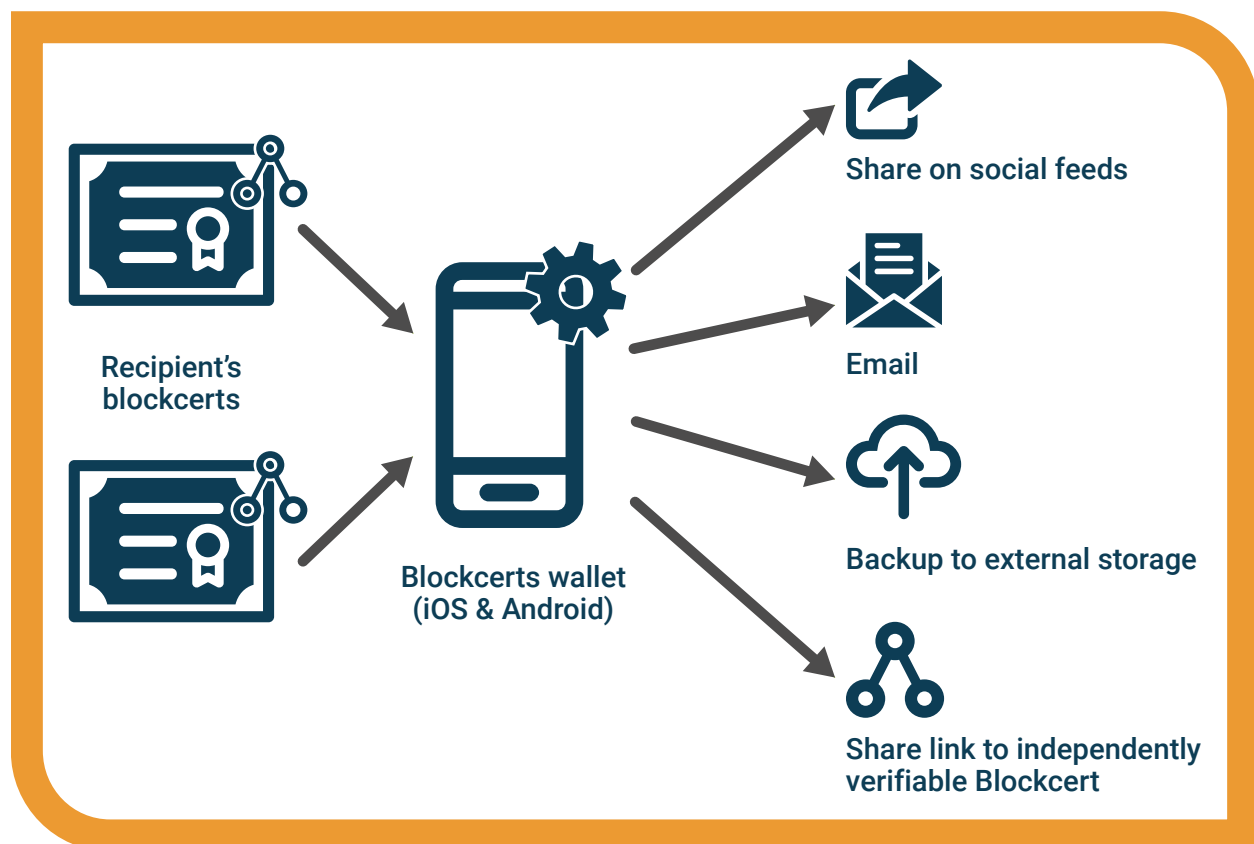 Recipient's
blockcerts
Blockcerts wallet
(iOS & Android)
Share on social feeds
Email
Backup to external storage
Share link to independently
verifiable Blockcert